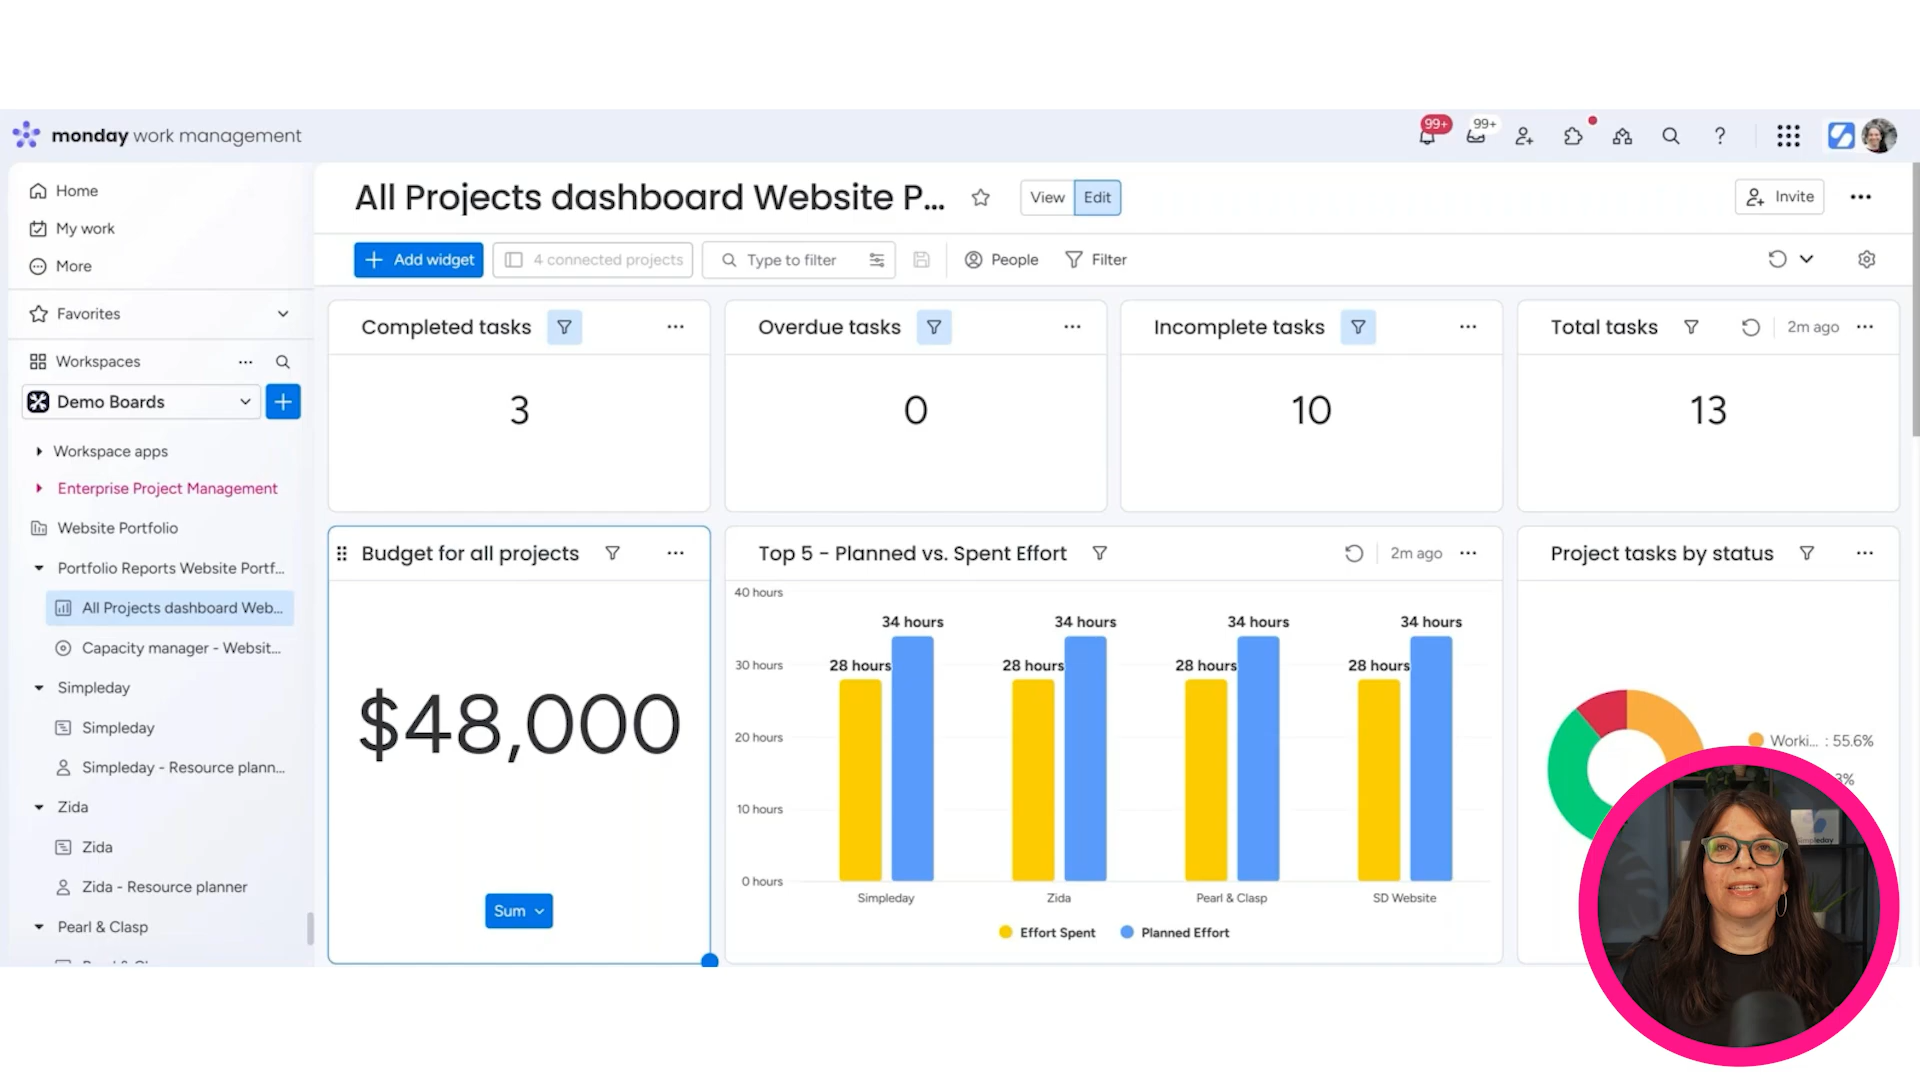 monday work management
99+
99+
?
Home
My work
More
Favorites
Workspaces
Demo Boards
Workspace apps
Enterprise Project Management
Website Portfolio
Portfolio Reports Website Portf...
All Projects dashboard Web...
Capacity manager - Websit...
Simpleday
Simpleday
Simpleday - Resource plann...
Zida
Zida
Zida - Resource planner
Pearl & Clasp
All Projects dashboard Website P...
View
Edit
Invite
Add widget
4 connected projects
Type to filter
People
Filter
Completed tasks
3
Overdue tasks
0
Incomplete tasks
10
Total tasks
2m ago
13
Budget for all projects
$48,000
Sum
Top 5 - Planned vs. Spent Effort
2m ago
40 hours
30 hours
20 hours
10 hours
0 hours
28 hours
34 hours
28 hours
34 hours
28 hours
34 hours
28 hours
34 hours
Simpleday
Zida
Pearl & Clasp
SD Website
Effort Spent
Planned Effort
Project tasks by status
Worki... : 55.6%
Simpleday